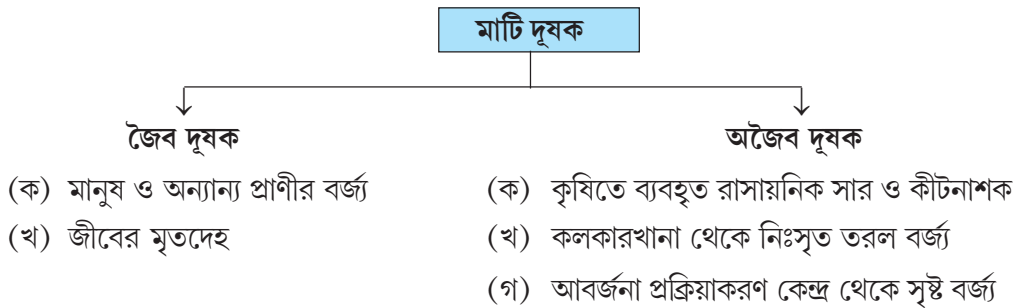 মাটি দূষক
জৈব দূষক
(ক) মানুষ ও অন্যান্য প্রাণীর বর্জ্য
(খ) জীবের মৃতদেহ
অজৈব দূষক
(ক) কৃষিতে ব্যবহৃত রাসায়নিক সার ও কীটনাশক
(খ) কলকারখানা থেকে নিঃসৃত তরল বর্জ্য
(গ) আবর্জনা প্রক্রিয়াকরণ কেন্দ্র থেকে সৃষ্ট বর্জ্য